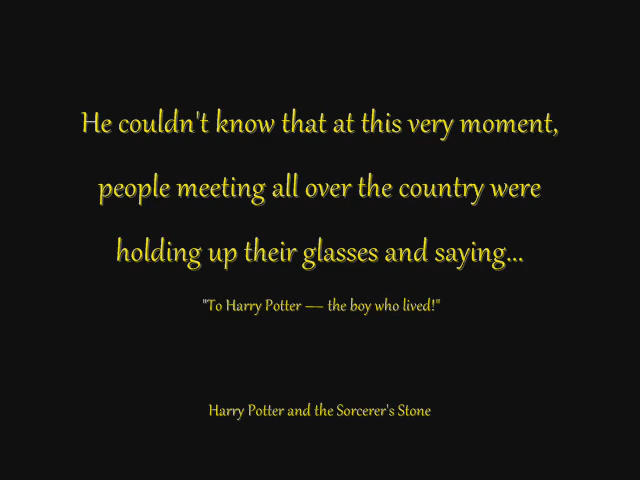 He couldn't know that at this very moment,
people meeting all over the country were
holding up their glasses and saying...
"To Harry Potter —– the boy who lived!"
Harry Potter and the Sorcerer's Stone